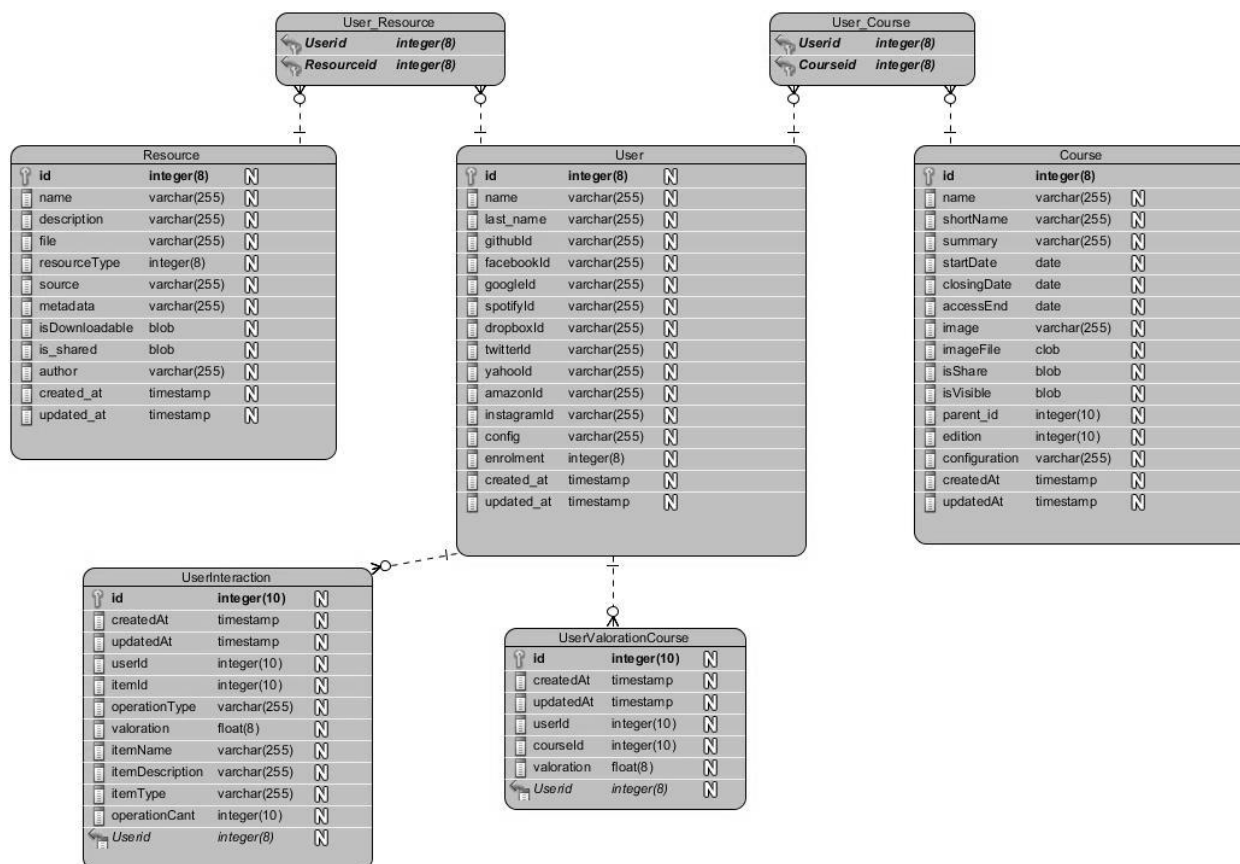 User_Resource
Userid integer(8)
Resourceid integer(8)
User_Course
Userid integer(8)
Courseid integer(8)
Resource
id integer(8) N
name varchar(255) N
description varchar(255) N
file varchar(255) N
resourceType integer(8) N
source varchar(255) N
metadata varchar(255) N
isDownloadable blob N
is_shared blob N
author varchar(255) N
created_at timestamp N
updated_at timestamp N
User
id integer(8) N
name varchar(255) N
last_name varchar(255) N
githubId varchar(255) N
facebookId varchar(255) N
googleId varchar(255) N
spotifyId varchar(255) N
dropboxId varchar(255) N
twitterId varchar(255) N
yahooId varchar(255) N
amazonId varchar(255) N
instagramId varchar(255) N
config varchar(255) N
enrolment integer(8) N
created_at timestamp N
updated_at timestamp N
Course
id integer(8)
name varchar(255) N
shortName varchar(255) N
summary varchar(255) N
startDate date N
closingDate date N
accessEnd date N
image varchar(255) N
imageFile clob N
isShare blob N
isVisible blob N
parent_id integer(10) N
edition integer(10) N
configuration varchar(255) N
createdAt timestamp N
updatedAt timestamp N
UserInteraction
id integer(10) N
createdAt timestamp N
updatedAt timestamp N
userId integer(10) N
itemId integer(10) N
operationType varchar(255) N
valoration float(8) N
itemName varchar(255) N
itemDescription varchar(255) N
itemType varchar(255) N
operationCant integer(10) N
Userid integer(8) N
UserValorationCourse
id integer(10) N
createdAt timestamp N
updatedAt timestamp N
userId integer(10) N
courseId integer(10) N
valoration float(8) N
Userid integer(8) N